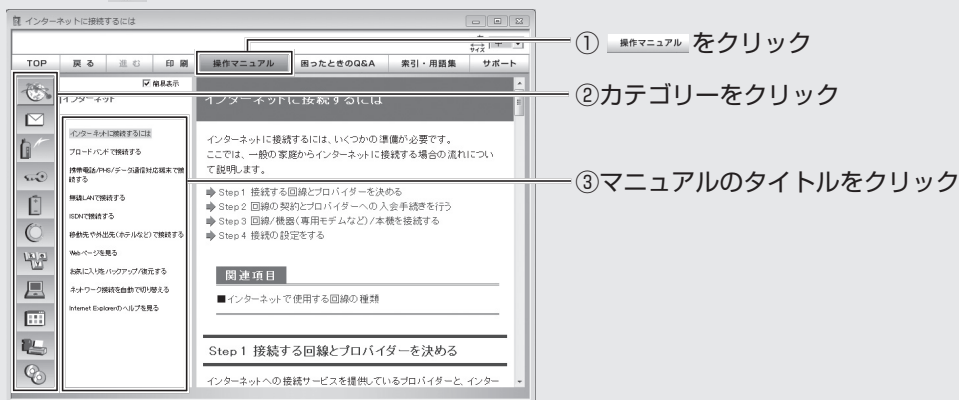 インターネットに接続するには
サイズ 中
TOP 戻る 進む 印刷 操作マニュアル 困ったときのQ&A 索引・用語集 サポート
簡易表示
インターネット
インターネットに接続するには
ブロードバンドで接続する
携帯電話/PHS/データ通信対応端末で接
続する
無線LANで接続する
ISDNで接続する
移動先や外出先(ホテルなど)で接続する
Webページを見る
お気に入りをバックアップ/復元する
ネットワーク接続を自動で切り替える
Internet Explorerのヘルプを見る
インターネットに接続するには
インターネットに接続するには、いくつかの準備が必要です。
ここでは、一般の家庭からインターネットに接続する場合の流れについ
て説明します。
Step1 接続する回線とプロバイダーを決める
Step2 回線の契約とプロバイダーへの入会手続きを行う
Step3 回線/機器(専用モデムなど)/本機を接続する
Step4 接続の設定をする
関連項目
■インターネットで使用する回線の種類
Step1 接続する回線とプロバイダーを決める
インターネットへの接続サービスを提供しているプロバイダーと、インター
① 操作マニュアル をクリック
②カテゴリーをクリック
③マニュアルのタイトルをクリック